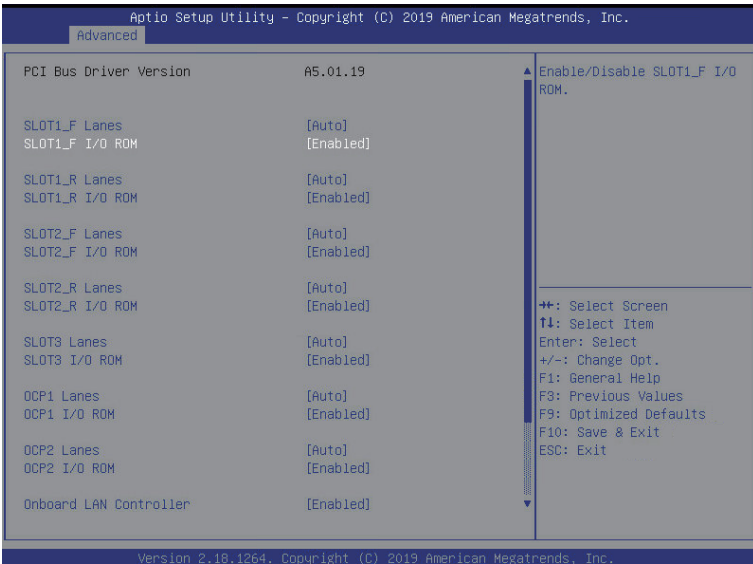 Aptio Setup Utility – Copyright (C) 2019 American Megatrends, Inc.
Advanced
PCI Bus Driver Version A5.01.19
SLOT1_F Lanes [Auto]
SLOT1_F I/O ROM [Enabled]
SLOT1_R Lanes [Auto]
SLOT1_R I/O ROM [Enabled]
SLOT2_F Lanes [Auto]
SLOT2_F I/O ROM [Enabled]
SLOT2_R Lanes [Auto]
SLOT2_R I/O ROM [Enabled]
SLOT3 Lanes [Auto]
SLOT3 I/O ROM [Enabled]
OCP1 Lanes [Auto]
OCP1 I/O ROM [Enabled]
OCP2 Lanes [Auto]
OCP2 I/O ROM [Enabled]
Onboard LAN Controller [Enabled]
Enable/Disable SLOT1_F I/O
ROM.
→←: Select Screen
↑↓: Select Item
Enter: Select
+/-: Change Opt.
F1: General Help
F3: Previous Values
F9: Optimized Defaults
F10: Save & Exit
ESC: Exit
Version 2.18.1264. Copyright (C) 2019 American Megatrends, Inc.